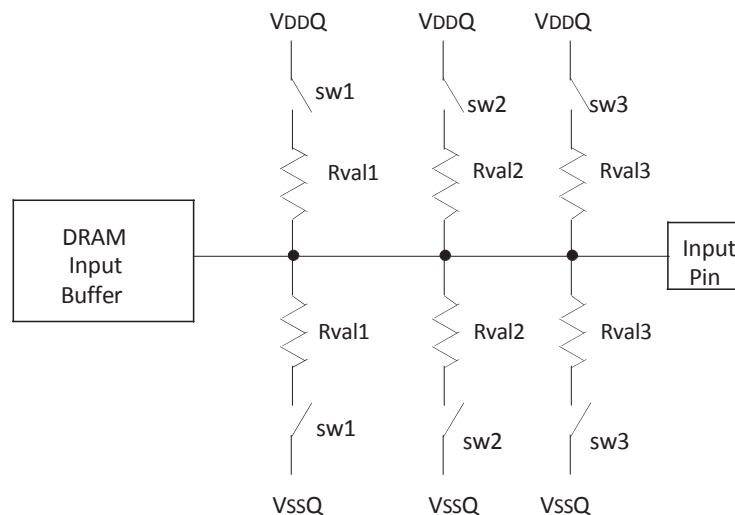 VDDQ VDDQ VDDQ
sw1 sw2 sw3
Rval1 Rval2 Rval3
DRAM
Input
Buffer
Input
Pin
Rval1 Rval2 Rval3
sw1 sw2 sw3
VSSQ VSSQ VSSQ